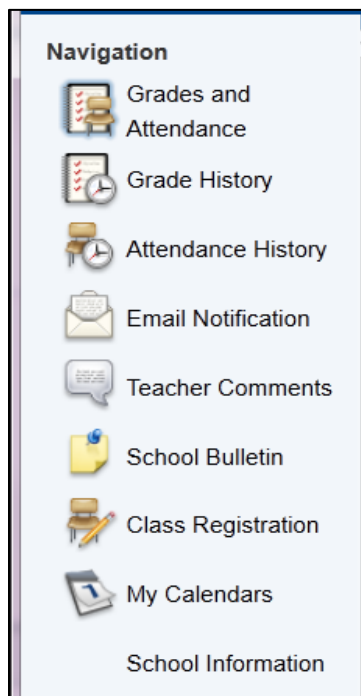 Navigation
Grades and
Attendance
Grade History
Attendance History
Email Notification
Teacher Comments
School Bulletin
Class Registration
My Calendars
School Information